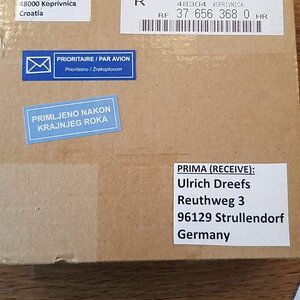 48000 Koprivnica
Croatia
R
48304 KOPRIVNICA
RF 37 656 368 0 HR
PRIORITAIRE / PAR AVION
Prioritetno / Zrakoplovom
PRIMLJENO NAKON
KRAJNJEG ROKA
PRIMA (RECEIVE):
Ulrich Dreefs
Reuthweg 3
96129 Strullendorf
Germany